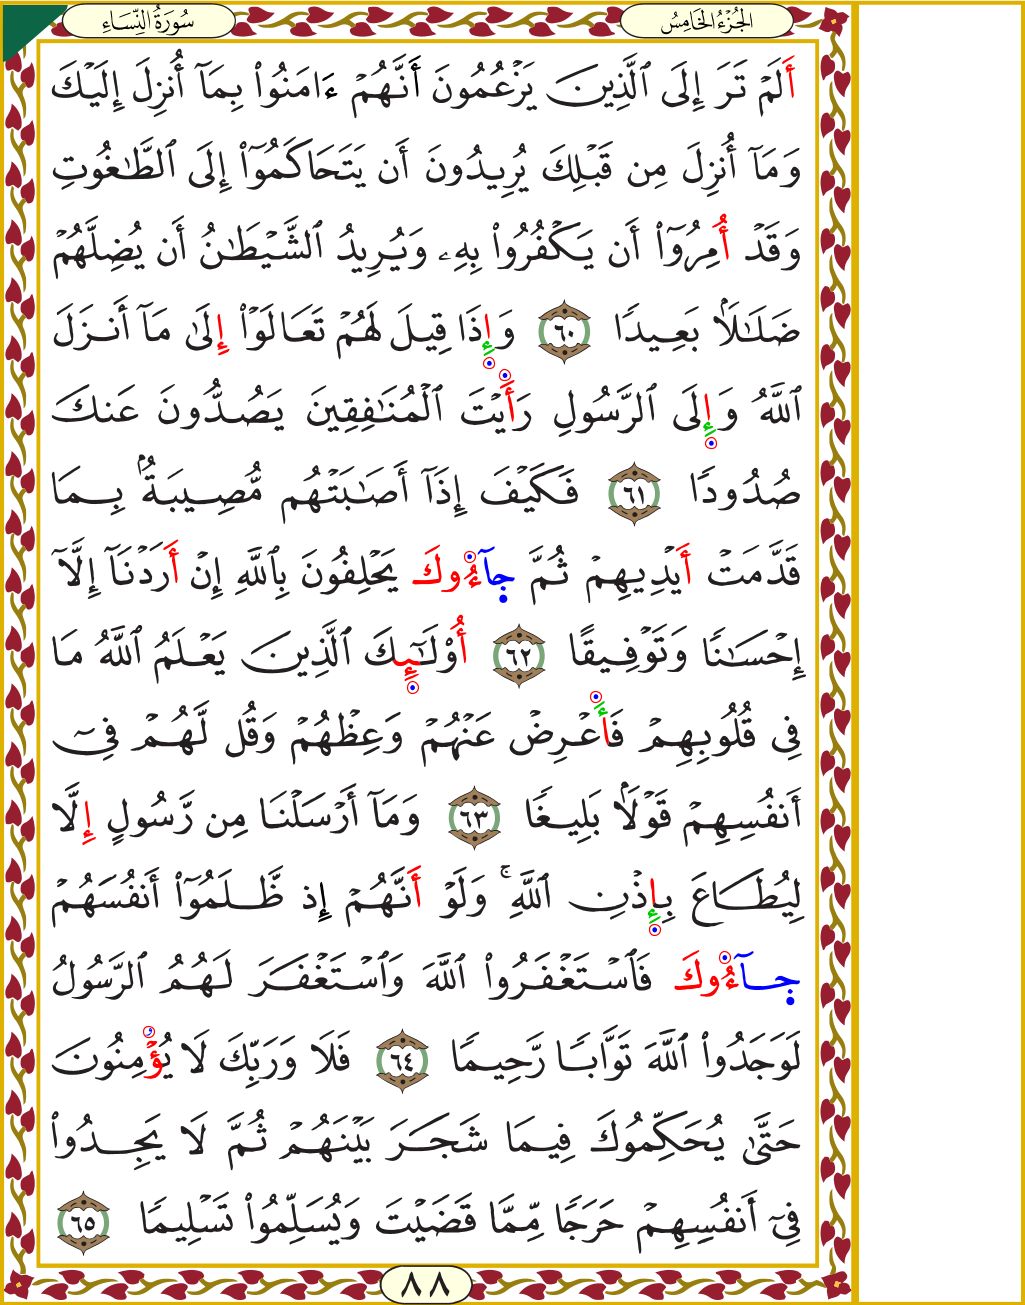 الجُزْءُ الخَامِسُ
سُورَةُ النِّسَاءِ
أَلَمْ تَرَ إِلَى ٱلَّذِينَ يَزْعُمُونَ أَنَّهُمْ ءَامَنُوا۟ بِمَآ أُنزِلَ إِلَيْكَ
وَمَآ أُنزِلَ مِن قَبْلِكَ يُرِيدُونَ أَن يَتَحَاكَمُوٓا۟ إِلَى ٱلطَّٰغُوتِ
وَقَدْ أُمِرُوٓا۟ أَن يَكْفُرُوا۟ بِهِۦ وَيُرِيدُ ٱلشَّيْطَٰنُ أَن يُضِلَّهُمْ
ضَلَٰلًۢا بَعِيدًا ٦٠ وَإِذَا قِيلَ لَهُمْ تَعَالَوْا۟ إِلَىٰ مَآ أَنزَلَ
ٱللَّهُ وَإِلَى ٱلرَّسُولِ رَأَيْتَ ٱلْمُنَٰفِقِينَ يَصُدُّونَ عَنكَ
صُدُودًا ٦١ فَكَيْفَ إِذَآ أَصَٰبَتْهُم مُّصِيبَةٌۢ بِمَا
قَدَّمَتْ أَيْدِيهِمْ ثُمَّ جَآءُوكَ يَحْلِفُونَ بِٱللَّهِ إِنْ أَرَدْنَآ إِلَّآ
إِحْسَٰنًا وَتَوْفِيقًا ٦٢ أُو۟لَٰٓئِكَ ٱلَّذِينَ يَعْلَمُ ٱللَّهُ مَا
فِى قُلُوبِهِمْ فَأَعْرِضْ عَنْهُمْ وَعِظْهُمْ وَقُل لَّهُمْ فِىٓ
أَنفُسِهِمْ قَوْلًۢا بَلِيغًا ٦٣ وَمَآ أَرْسَلْنَا مِن رَّسُولٍ إِلَّا
لِيُطَاعَ بِإِذْنِ ٱللَّهِ ۚ وَلَوْ أَنَّهُمْ إِذ ظَّلَمُوٓا۟ أَنفُسَهُمْ
جَآءُوكَ فَٱسْتَغْفَرُوا۟ ٱللَّهَ وَٱسْتَغْفَرَ لَهُمُ ٱلرَّسُولُ
لَوَجَدُوا۟ ٱللَّهَ تَوَّابًا رَّحِيمًا ٦٤ فَلَا وَرَبِّكَ لَا يُؤْمِنُونَ
حَتَّىٰ يُحَكِّمُوكَ فِيمَا شَجَرَ بَيْنَهُمْ ثُمَّ لَا يَجِدُوا۟
فِىٓ أَنفُسِهِمْ حَرَجًا مِّمَّا قَضَيْتَ وَيُسَلِّمُوا۟ تَسْلِيمًا ٦٥
٨٨